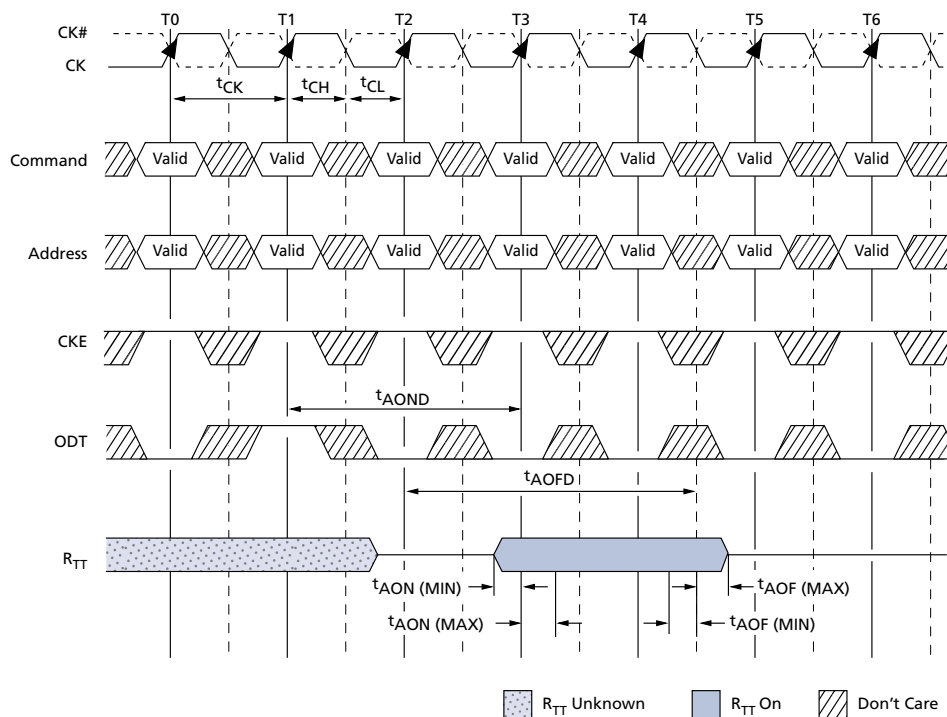 T0 T1 T2 T3 T4 T5 T6
CK#
CK
tCK tCH tCL
Command Valid Valid Valid Valid Valid Valid Valid
Address Valid Valid Valid Valid Valid Valid Valid
CKE
tAOND
ODT
tAOFD
RTT
tAON (MIN) tAOF (MAX)
tAON (MAX) tAOF (MIN)
RTT Unknown RTT On Don't Care